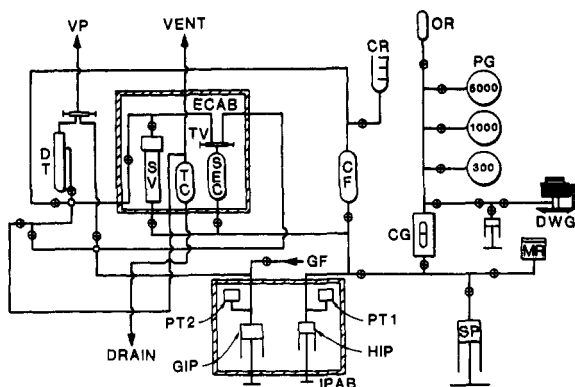 VP
VENT
CR
OR
PG
5000
1000
300
ECAB
TV
DT
SV
TC
SEC
CF
CG
DWG
GF
MR
PT2
PT1
SP
DRAIN
GIP
HIP
IPAB